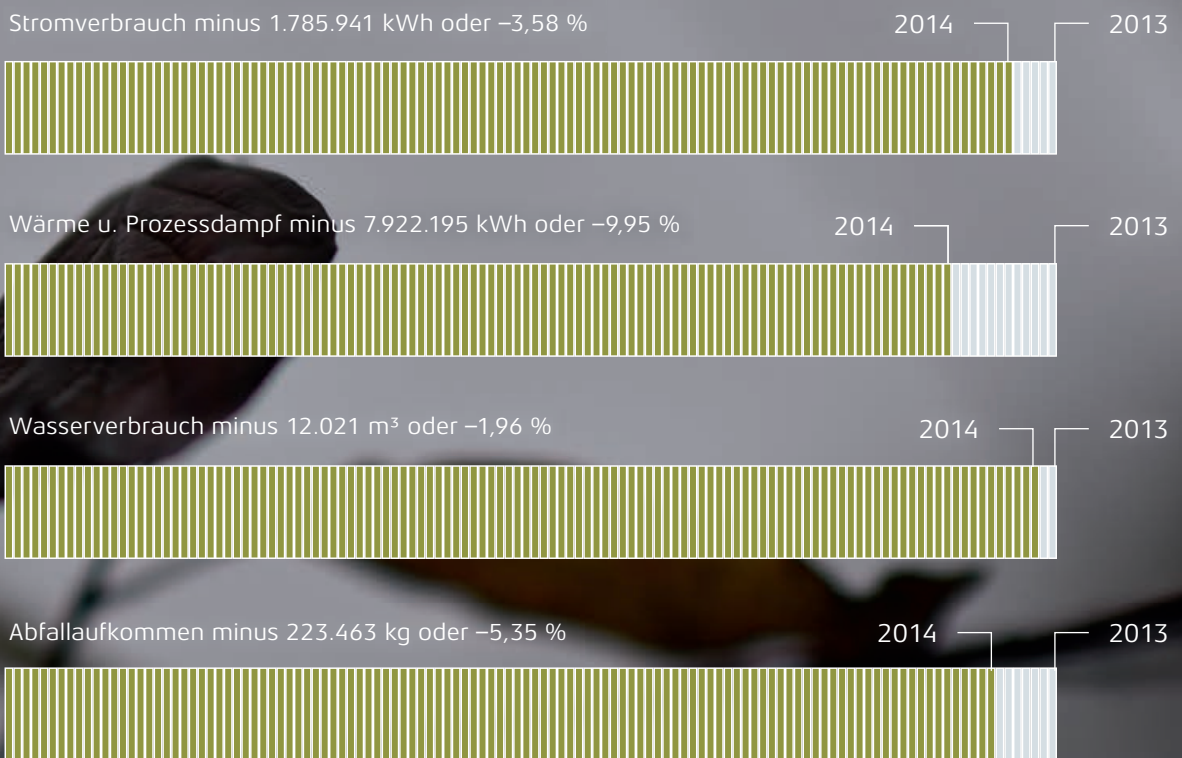 Stromverbrauch minus 1.785.941 kWh oder –3,58 % 2014 2013
Wärme u. Prozessdampf minus 7.922.195 kWh oder –9,95 % 2014 2013
Wasserverbrauch minus 12.021 m³ oder –1,96 % 2014 2013
Abfallaufkommen minus 223.463 kg oder –5,35 % 2014 2013